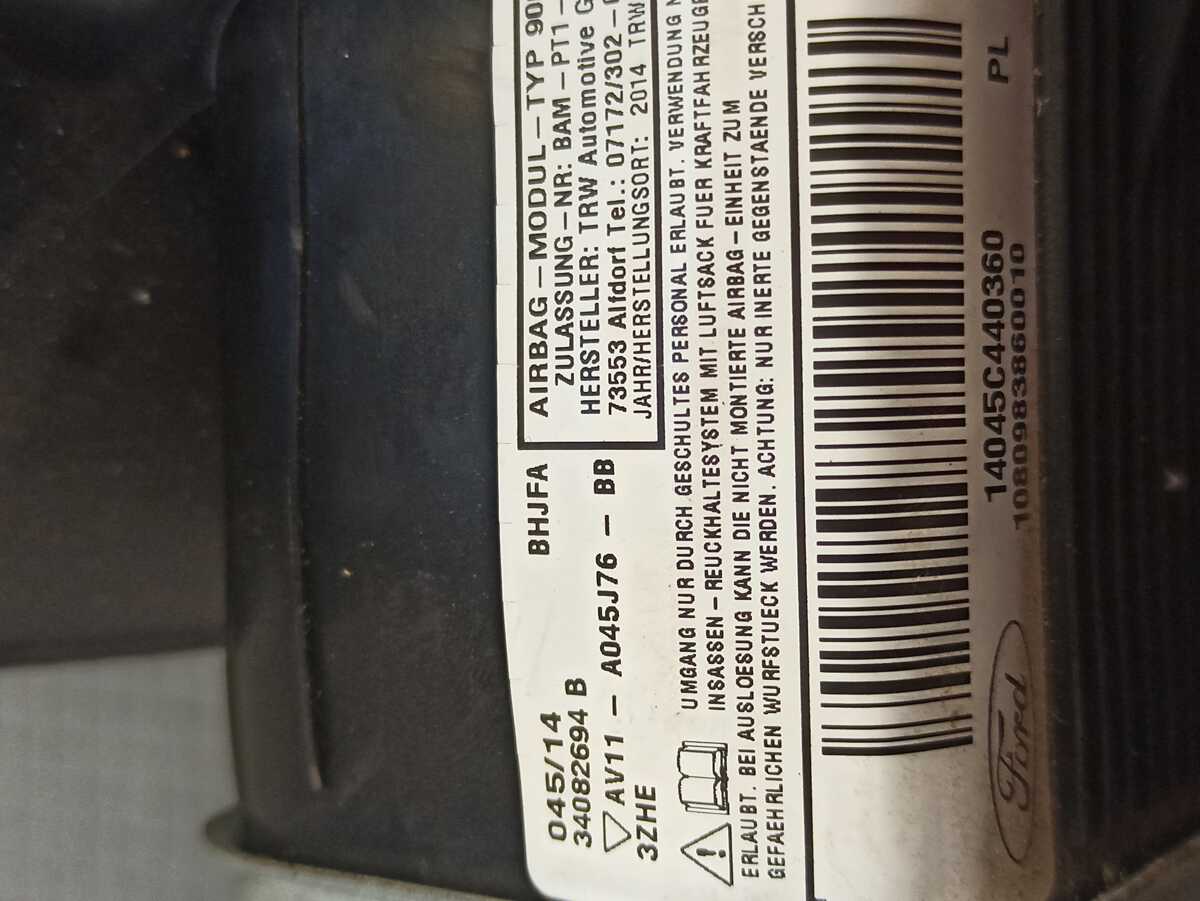 045/14 BHJFA
34082694 B
AV11 – A045J76 – BB
3ZHE
AIRBAG – MODUL – TYP
ZULASSUNG – NR: BAM – PT1 –
HERSTELLER: TRW Automotive
73553 Alfdorf Tel.: 07172/302 –
JAHR/HERSTELLUNGSORT: 2014 TRW
UMGANG NUR DURCH GESCHULTES PERSONAL ERLAUBT. VERWENDUNG
INSASSEN – REUCKHALTESYSTEM MIT LUFTSACK FUER KRAFTFAHRZEUGE
ERLAUBT. BEI AUSLOESUNG KANN DIE NICHT MONTIERTE AIRBAG – EINHEIT ZUM
GEFAEHRLICHEN WURFSTUECK WERDEN. ACHTUNG: NUR INERTE GEGENSTAENDE VERSCH
PL
14045C440360
1080983860010
Ford